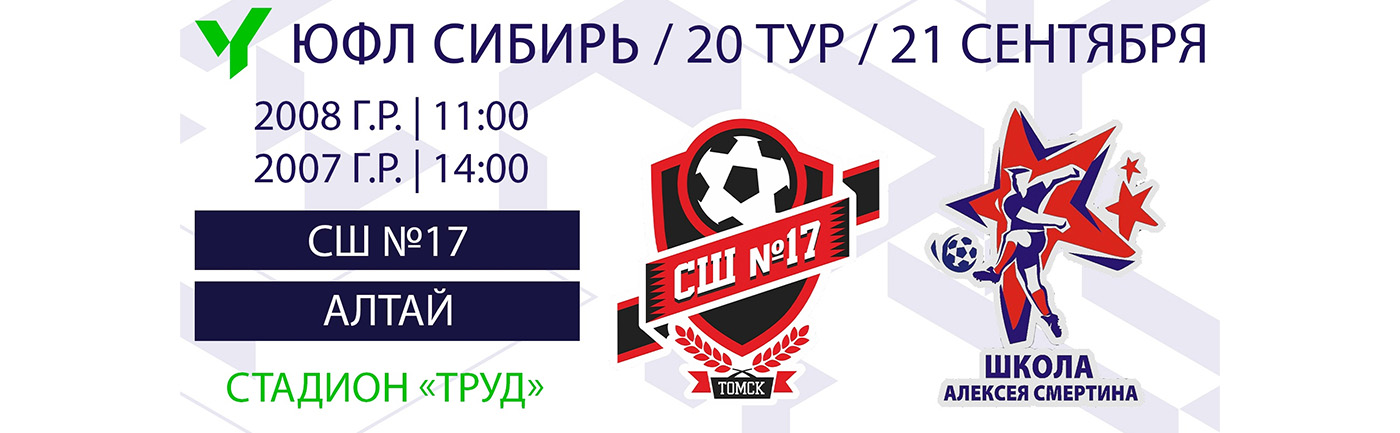 ЮФЛ СИБИРЬ / 20 ТУР / 21 СЕНТЯБРЯ
2008 Г.Р. | 11:00
2007 Г.Р. | 14:00
СШ №17
АЛТАЙ
СТАДИОН «ТРУД»
СШ №17
ТОМСК
ШКОЛА
АЛЕКСЕЯ СМЕРТИНА